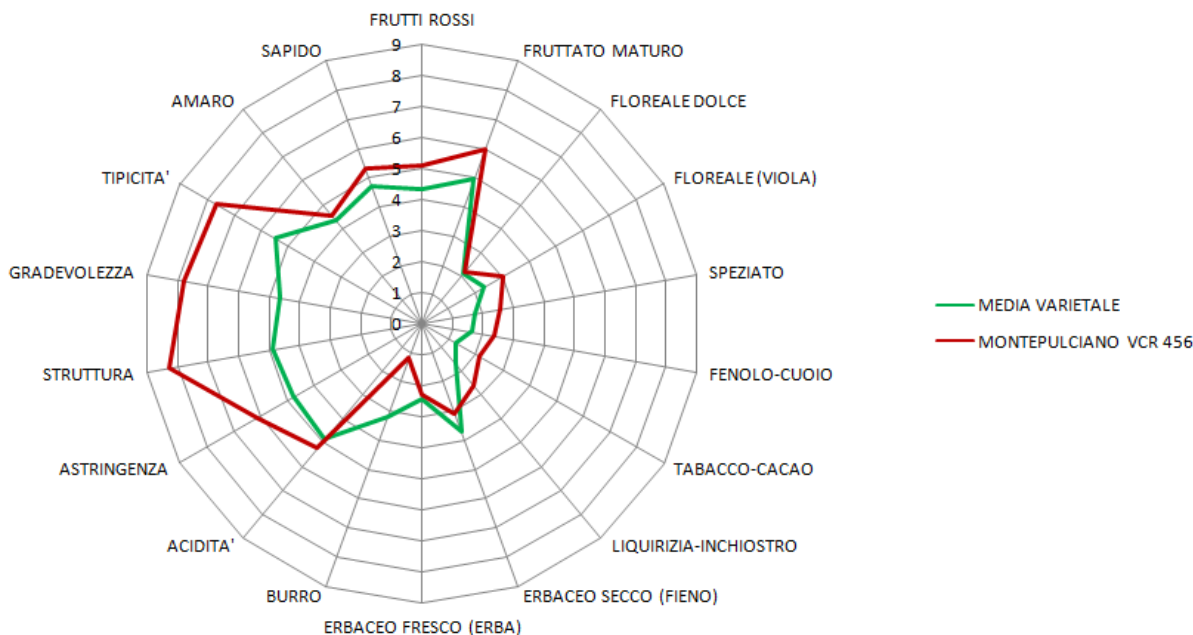 FRUTTI ROSSI
FRUTTATO MATURO
FLOREALE DOLCE
FLOREALE (VIOLA)
SPEZIATO
FENOLO-CUOIO
TABACCO-CACAO
LIQUIRIZIA-INCHIOSTRO
ERBACEO SECCO (FIENO)
ERBACEO FRESCO (ERBA)
BURRO
ACIDITA'
ASTRINGENZA
STRUTTURA
GRADEVOLEZZA
TIPICITA'
AMARO
SAPIDO
9
8
7
6
5
4
3
2
1
0
MEDIA VARIETALE
MONTEPULCIANO VCR 456